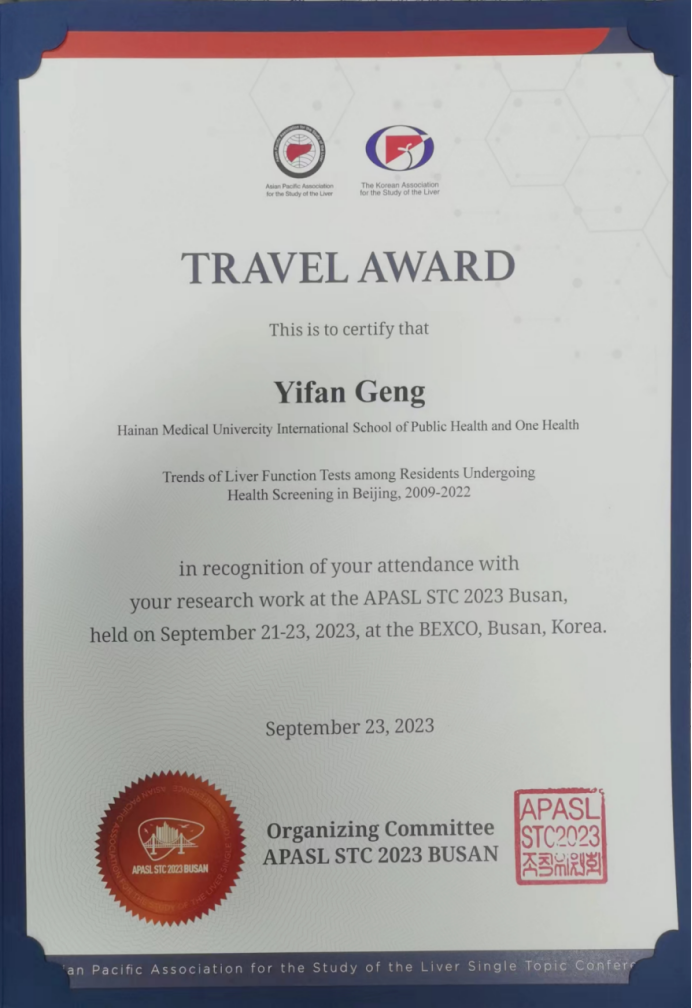 Asian Pacific Association
for the Study of the Liver
The Korean Association
for the Study of the Liver
TRAVEL AWARD
This is to certify that
Yifan Geng
Hainan Medical Univercity International School of Public Health and One Health
Trends of Liver Function Tests among Residents Undergoing
Health Screening in Beijing, 2009-2022
in recognition of your attendance with
your research work at the APASL STC 2023 Busan,
held on September 21-23, 2023, at the BEXCO, Busan, Korea.
September 23, 2023
APASL STC 2023 BUSAN
Organizing Committee
APASL STC 2023 BUSAN
APASL
STC2023
조직위원회
an Pacific Association for the Study of the Liver Single Topic Confer